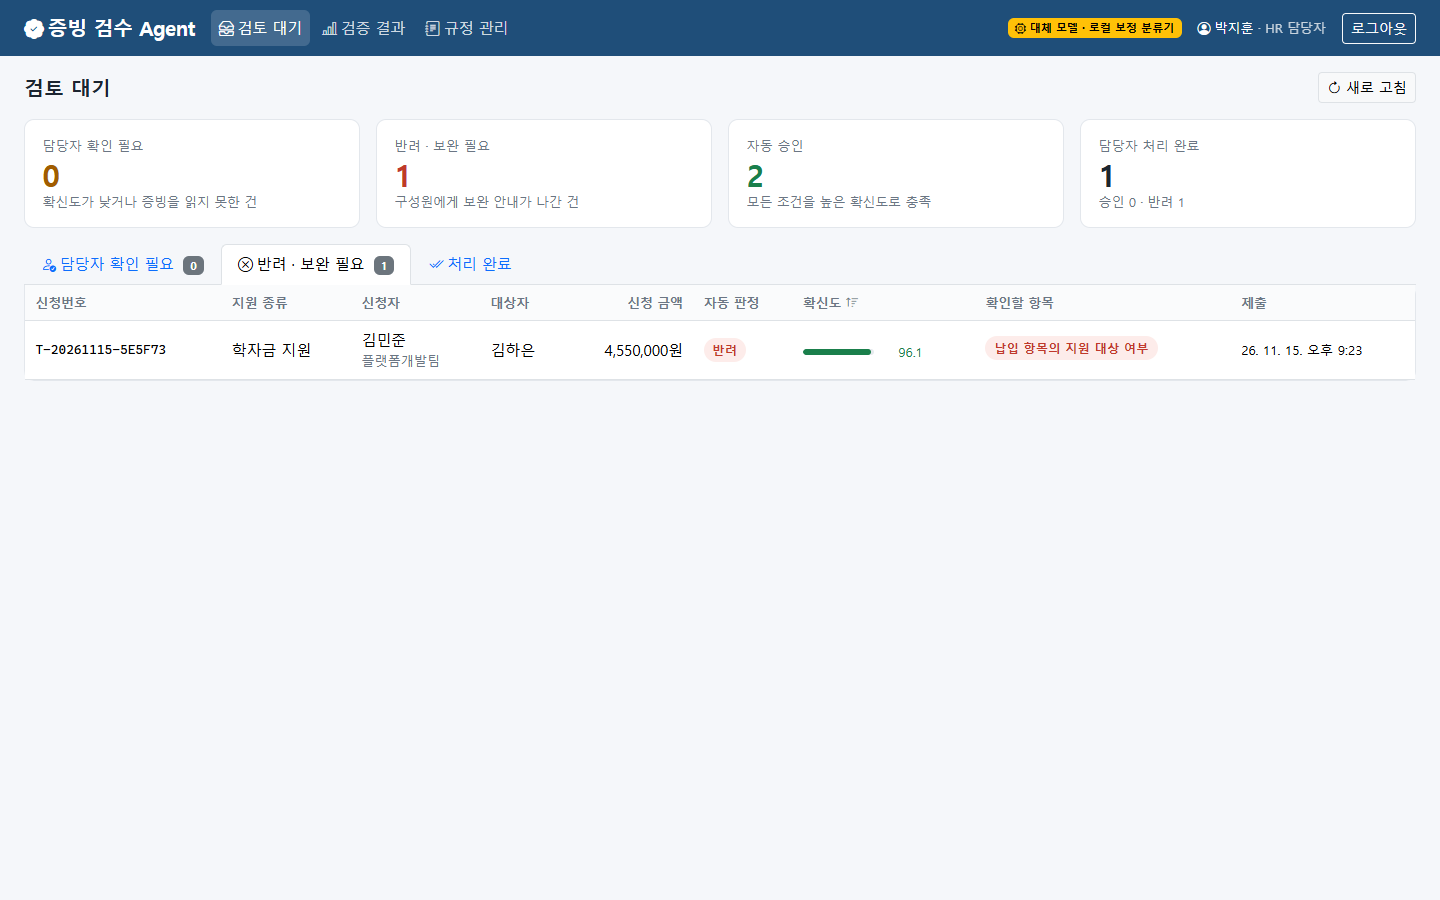 증빙 검수 Agent
검토 대기
검증 결과
규정 관리
대체 모델 · 로컬 보정 분류기
박지훈 · HR 담당자
로그아웃
검토 대기
새로 고침
담당자 확인 필요
0
확신도가 낮거나 증빙을 읽지 못한 건
반려 · 보완 필요
1
구성원에게 보완 안내가 나간 건
자동 승인
2
모든 조건을 높은 확신도로 충족
담당자 처리 완료
1
승인 0 · 반려 1
담당자 확인 필요 0
반려 · 보완 필요 1
처리 완료
신청번호 지원 종류 신청자 대상자 신청 금액 자동 판정 확신도 확인할 항목 제출
T-20261115-5E5F73 학자금 지원 김민준 김하은 4,550,000원 반려 96.1 납입 항목의 지원 대상 여부 26. 11. 15. 오후 9:23
플랫폼개발팀